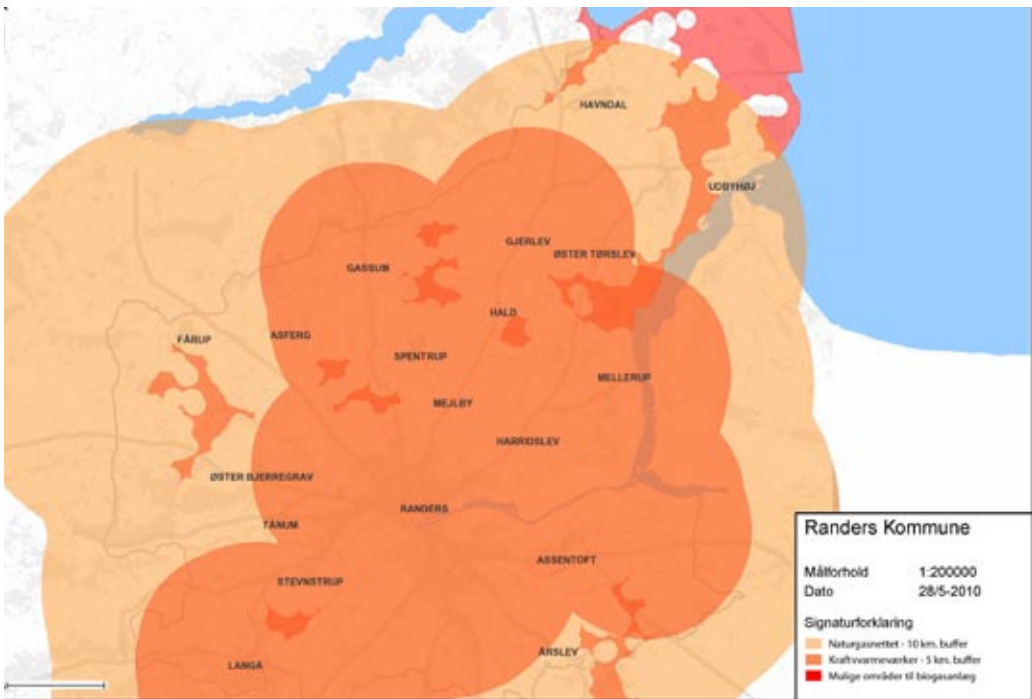 HAVNDAL
UDBYHØJ
GJERLEV
ØSTER TØRSLEV
GASSUM
HALD
FÅRUP
ASFERG
SPENTRUP
MELLERUP
MEJLBY
HARRIDSLEV
ØSTER BJERREGRAV
RANDERS
TÅNUM
ASSENTOFT
STEVNSTRUP
ÅRSLEV
LANGÅ
Randers Kommune
Målforhold 1:200000
Dato 28/5-2010
Signaturforklaring
Naturgasnettet - 10 km. buffer
Kraftvarmeværker - 5 km. buffer
Mulige områder til biogasanlæg